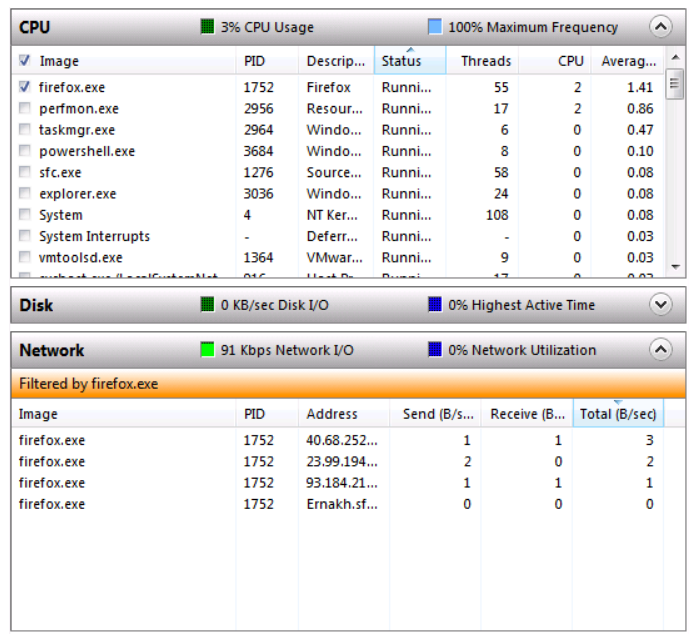 CPU 3% CPU Usage 100% Maximum Frequency
Image PID Descrip... Status Threads CPU Averag...
firefox.exe 1752 Firefox Runni... 55 2 1.41
perfmon.exe 2956 Resour... Runni... 17 2 0.86
taskmgr.exe 2964 Windo... Runni... 6 0 0.47
powershell.exe 3684 Windo... Runni... 8 0 0.10
sfc.exe 1276 Source... Runni... 58 0 0.08
explorer.exe 3036 Windo... Runni... 24 0 0.08
System 4 NT Ker... Runni... 108 0 0.08
System Interrupts - Deferr... Runni... - 0 0.03
vmtoolsd.exe 1364 VMwar... Runni... 9 0 0.03
Disk 0 KB/sec Disk I/O 0% Highest Active Time
Network 91 Kbps Network I/O 0% Network Utilization
Filtered by firefox.exe
Image PID Address Send (B/s... Receive (B... Total (B/sec)
firefox.exe 1752 40.68.252... 1 1 3
firefox.exe 1752 23.99.194... 2 0 2
firefox.exe 1752 93.184.21... 1 1 1
firefox.exe 1752 Ernakh.sf... 0 0 0